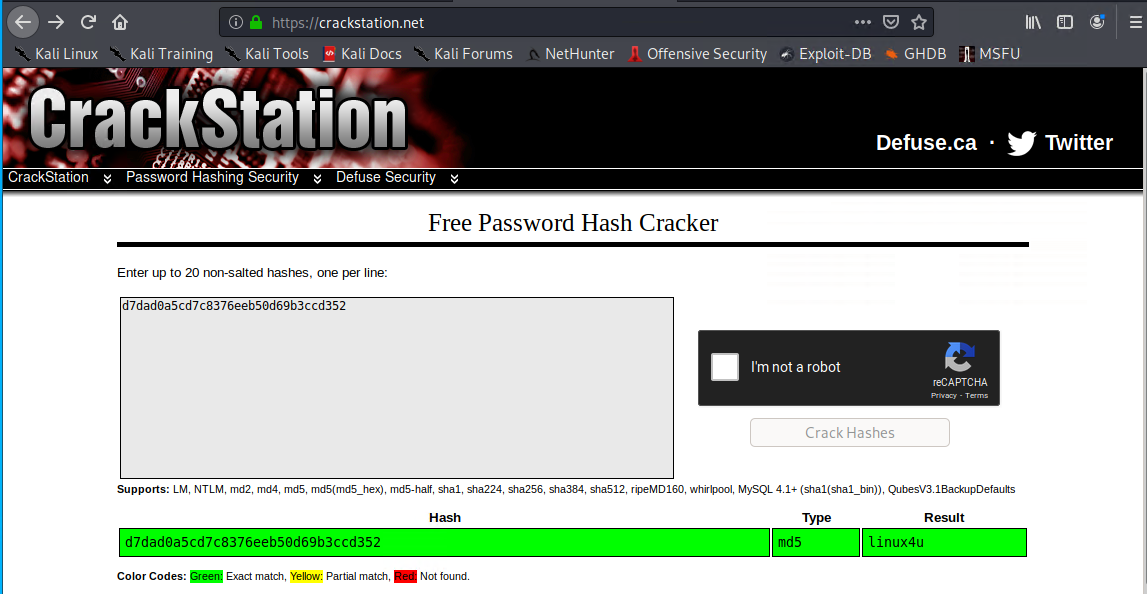 https://crackstation.net
Kali Linux Kali Training Kali Tools Kali Docs Kali Forums NetHunter Offensive Security Exploit-DB GHDB MSFU
CrackStation
Defuse.ca · Twitter
CrackStation Password Hashing Security Defuse Security
Free Password Hash Cracker
Enter up to 20 non-salted hashes, one per line:
d7dad0a5cd7c8376eeb50d69b3ccd352
I'm not a robot
reCAPTCHA
Privacy - Terms
Crack Hashes
Supports: LM, NTLM, md2, md4, md5, md5(md5_hex), md5-half, sha1, sha224, sha256, sha384, sha512, ripeMD160, whirlpool, MySQL 4.1+ (sha1(sha1_bin)), QubesV3.1BackupDefaults
Hash Type Result
d7dad0a5cd7c8376eeb50d69b3ccd352 md5 linux4u
Color Codes: Green: Exact match, Yellow: Partial match, Red: Not found.